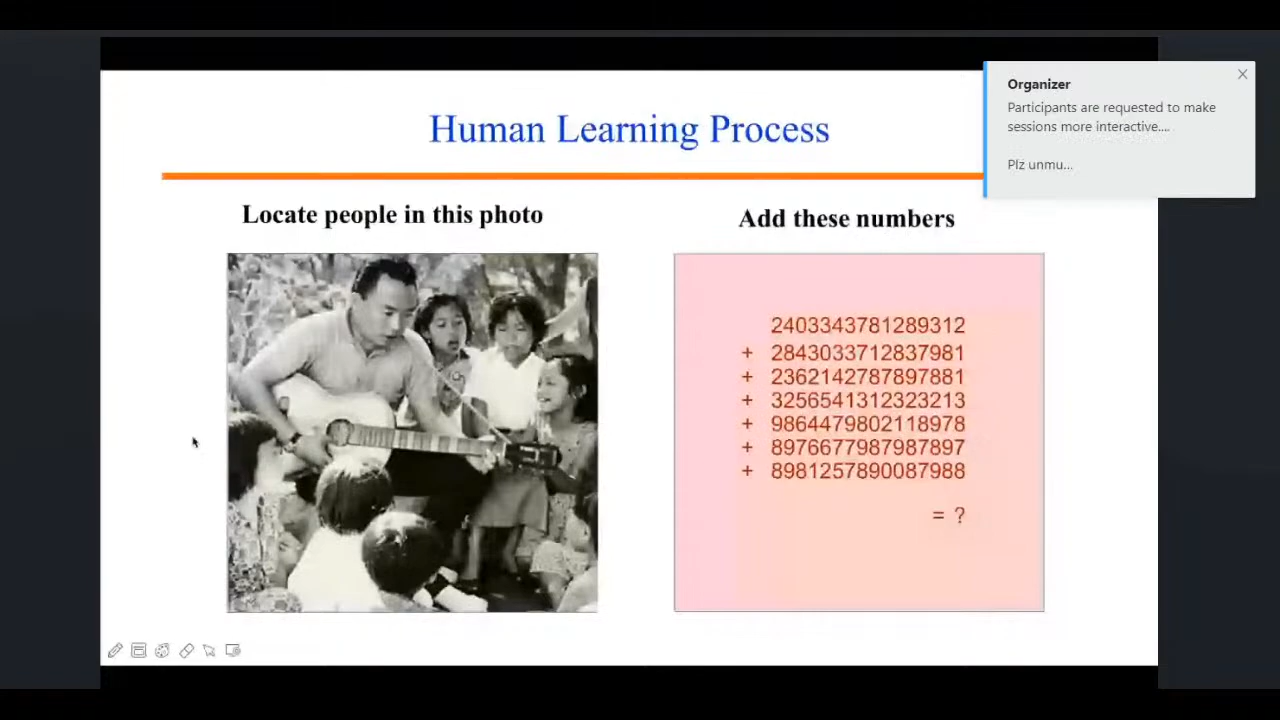 Human Learning Process
Organizer
Participants are requested to make
sessions more interactive....
Plz unmu...
Locate people in this photo
Add these numbers
2403343781289312
+ 2843033712837981
+ 2362142787897881
+ 3256541312323213
+ 9864479802118978
+ 8976677987987897
+ 8981257890087988
= ?